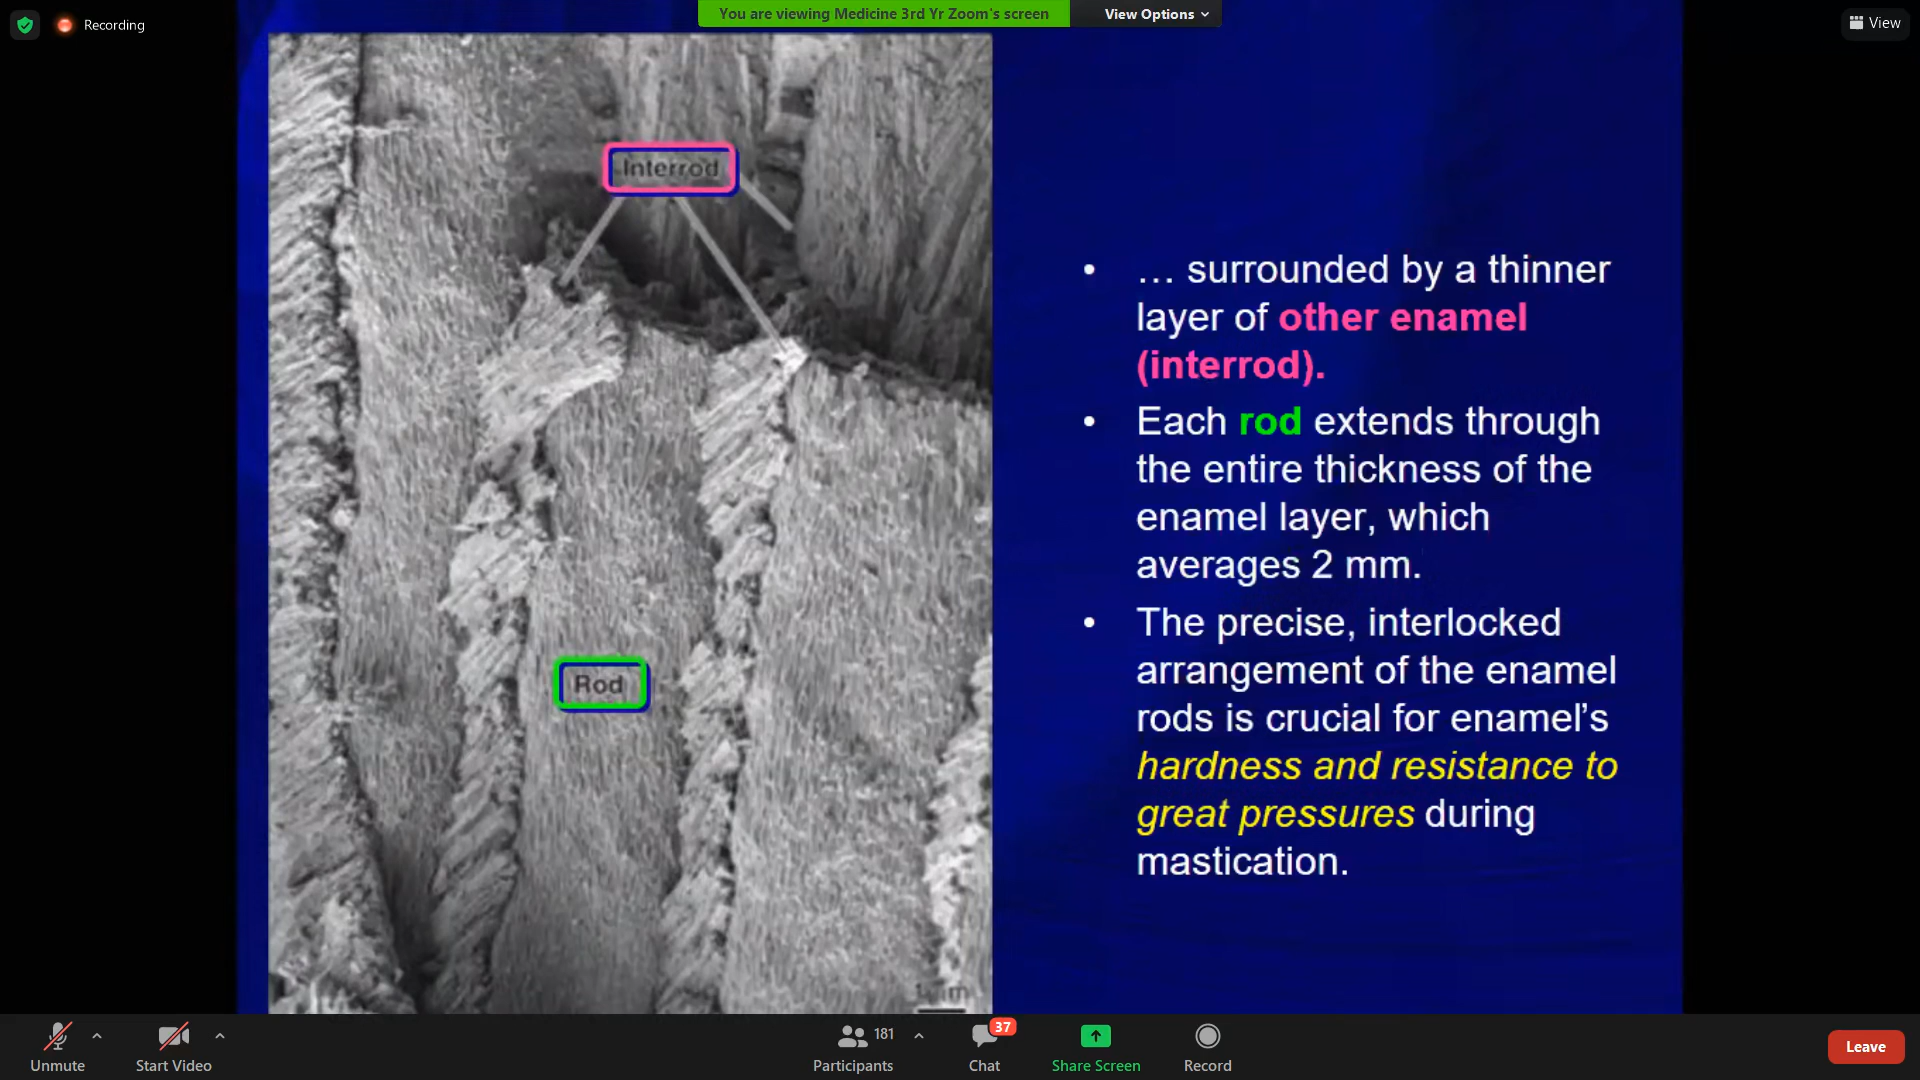 Recording
You are viewing Medicine 3rd Yr Zoom's screen
View Options
View
Interrod
Rod
• … surrounded by a thinner
layer of other enamel
(interrod).
• Each rod extends through
the entire thickness of the
enamel layer, which
averages 2 mm.
• The precise, interlocked
arrangement of the enamel
rods is crucial for enamel’s
hardness and resistance to
great pressures during
mastication.
Unmute
Start Video
181
Participants
37
Chat
Share Screen
Record
Leave